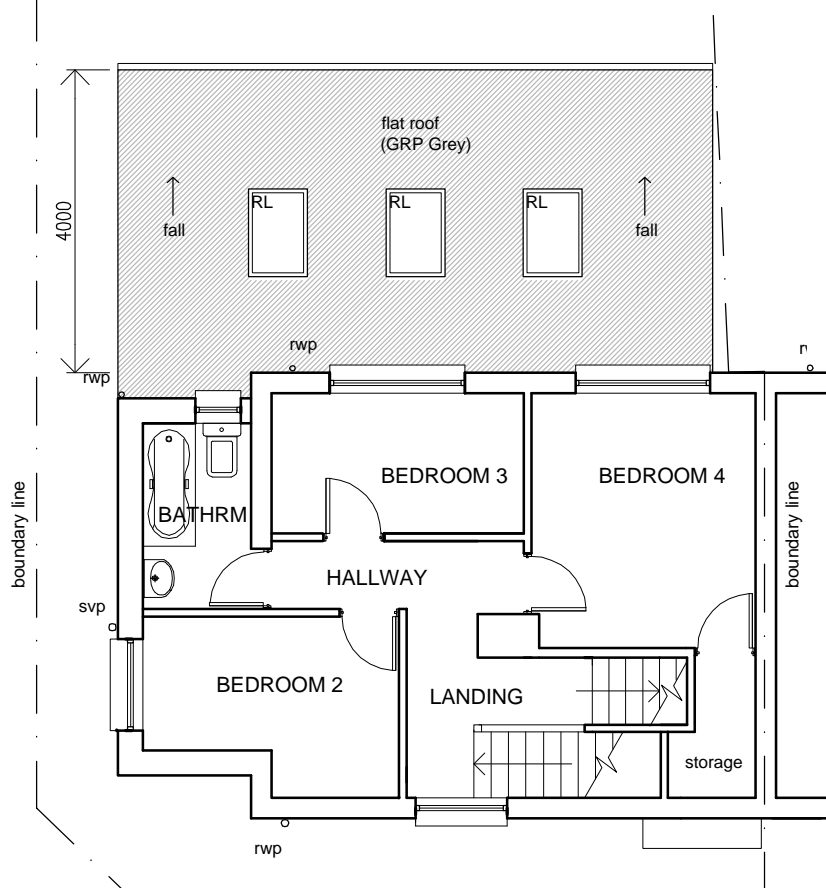 flat roof
(GRP Grey)
4000
RL
RL
RL
fall
fall
rwp
rwp
BEDROOM 3
BEDROOM 4
BATHRM
boundary line
boundary line
HALLWAY
svp
BEDROOM 2
LANDING
storage
rwp